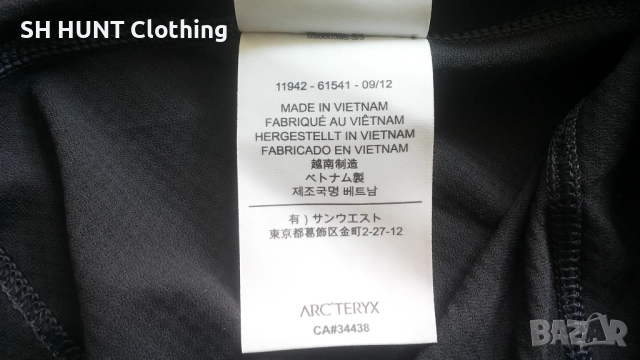 SH HUNT Clothing
11942 - 61541 - 09/12
MADE IN VIETNAM
FABRIQUÉ AU VIÊTNAM
HERGESTELLT IN VIETNAM
FABRICADO EN VIETNAM
越南制造
ベトナム製
제조국명 베트남
有）サンウエスト
東京都葛飾区金町2-27-12
ARC'TERYX
CA#34438
BAZAR